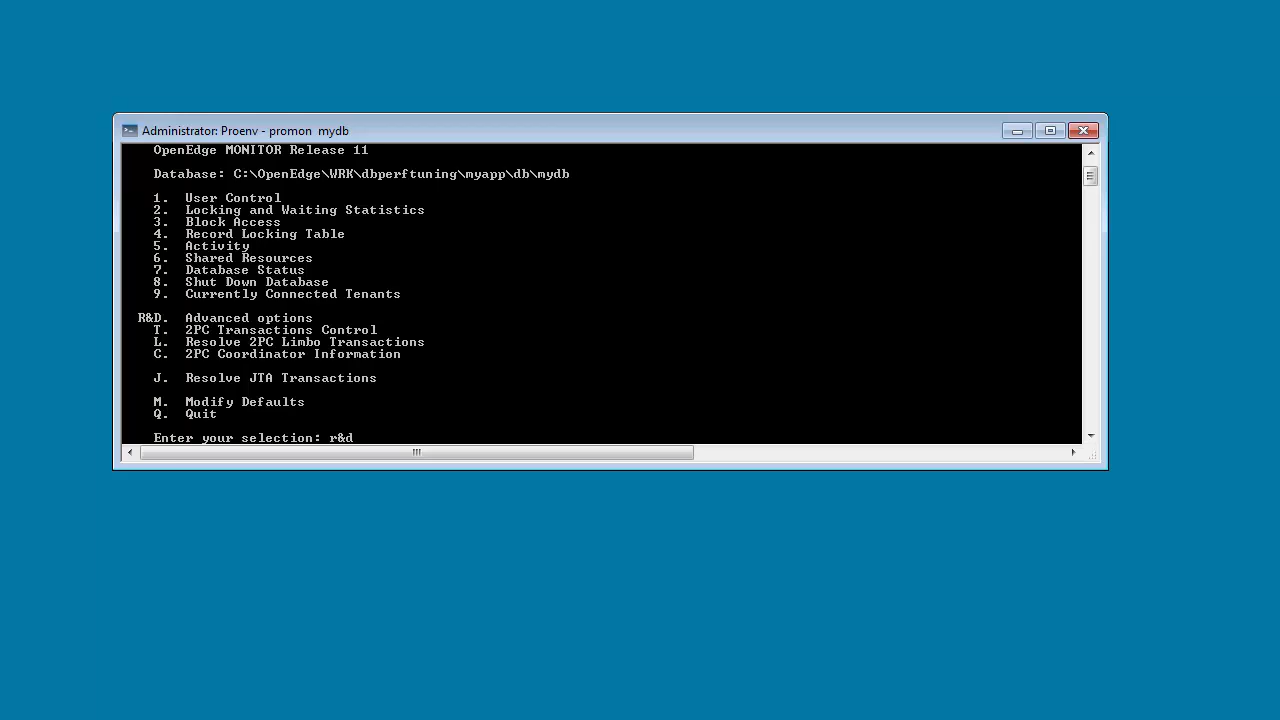 Administrator: Proenv - promon mydb
OpenEdge MONITOR Release 11
Database: C:\OpenEdge\WRK\dbperftuning\myapp\db\mydb
1. User Control
2. Locking and Waiting Statistics
3. Block Access
4. Record Locking Table
5. Activity
6. Shared Resources
7. Database Status
8. Shut Down Database
9. Currently Connected Tenants
R&D. Advanced options
T. 2PC Transactions Control
L. Resolve 2PC Limbo Transactions
C. 2PC Coordinator Information
J. Resolve JTA Transactions
M. Modify Defaults
Q. Quit
Enter your selection: r&d